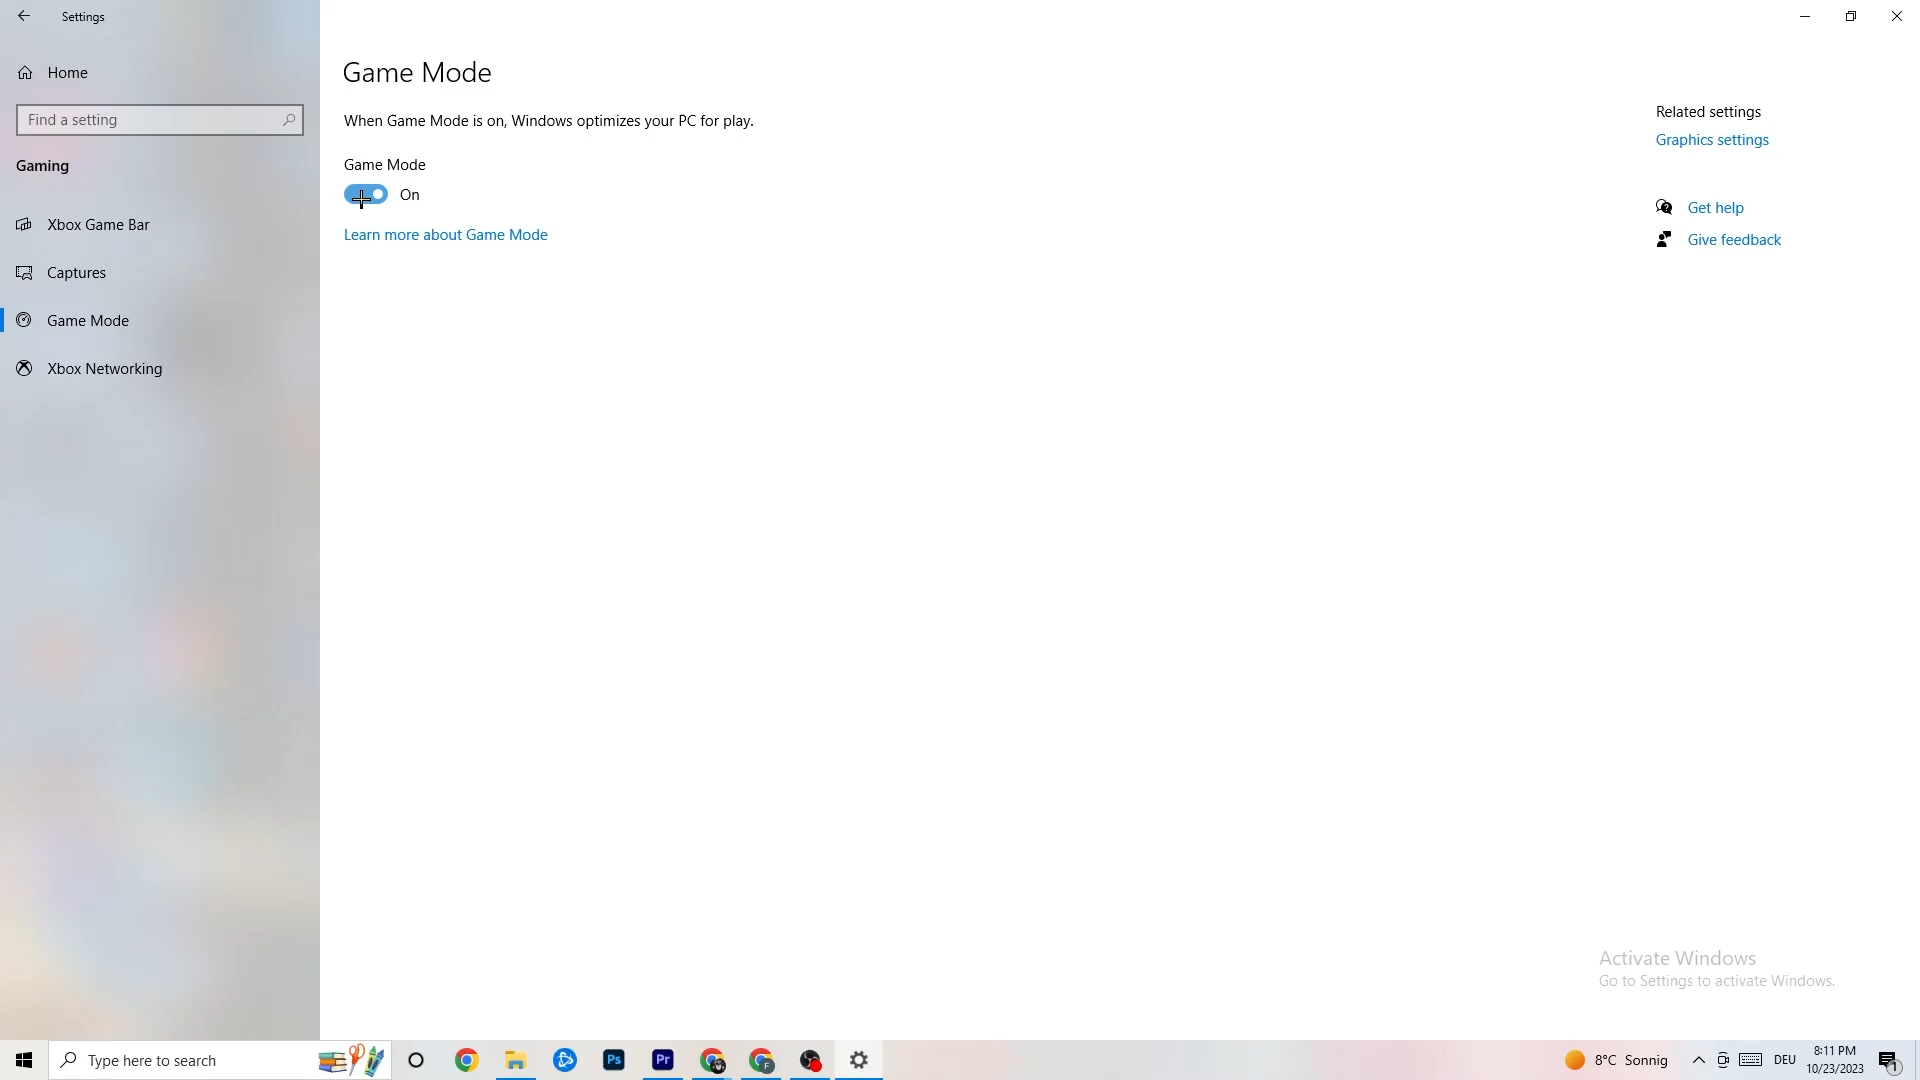 Settings
Home
Find a setting
Gaming
Xbox Game Bar
Captures
Game Mode
Xbox Networking
Game Mode
When Game Mode is on, Windows optimizes your PC for play.
Game Mode
On
Learn more about Game Mode
Related settings
Graphics settings
Get help
Give feedback
Activate Windows
Go to Settings to activate Windows.
Type here to search
Ps
Pr
F
8°C Sonnig
DEU
8:11 PM
10/23/2023
1